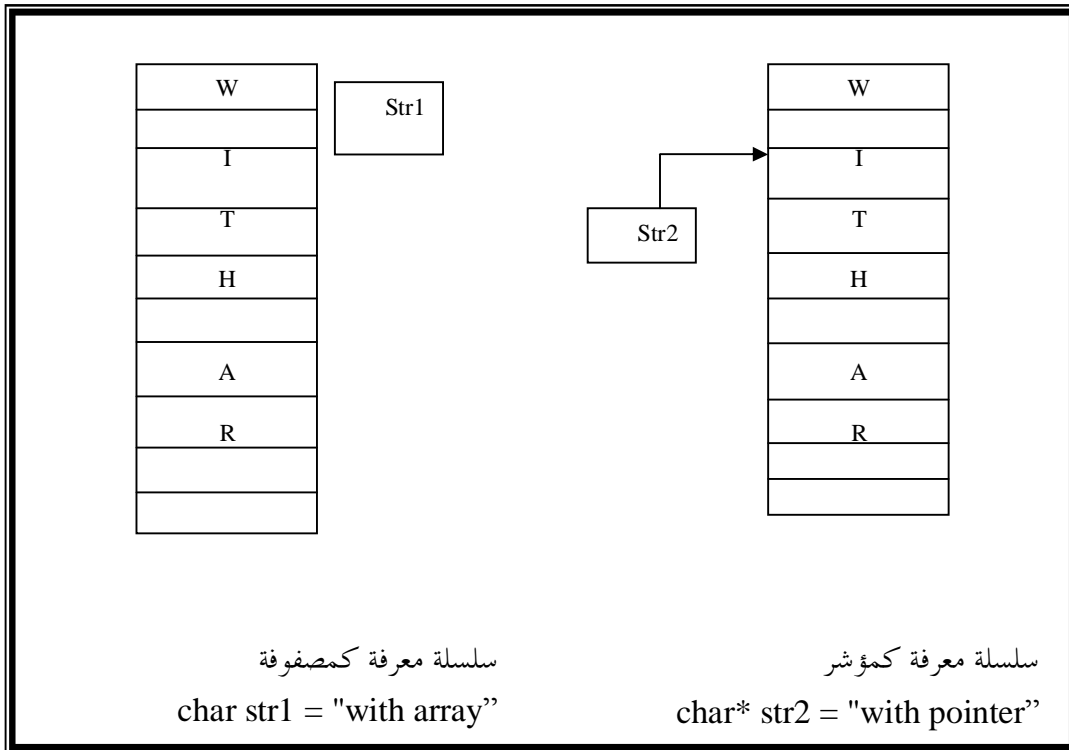 W
I
T
H
A
R
Str1
W
I
T
H
A
R
Str2
سلسلة معرفة كمصفوفة
char str1 = "with array”
سلسلة معرفة كمؤشر
char* str2 = "with pointer”